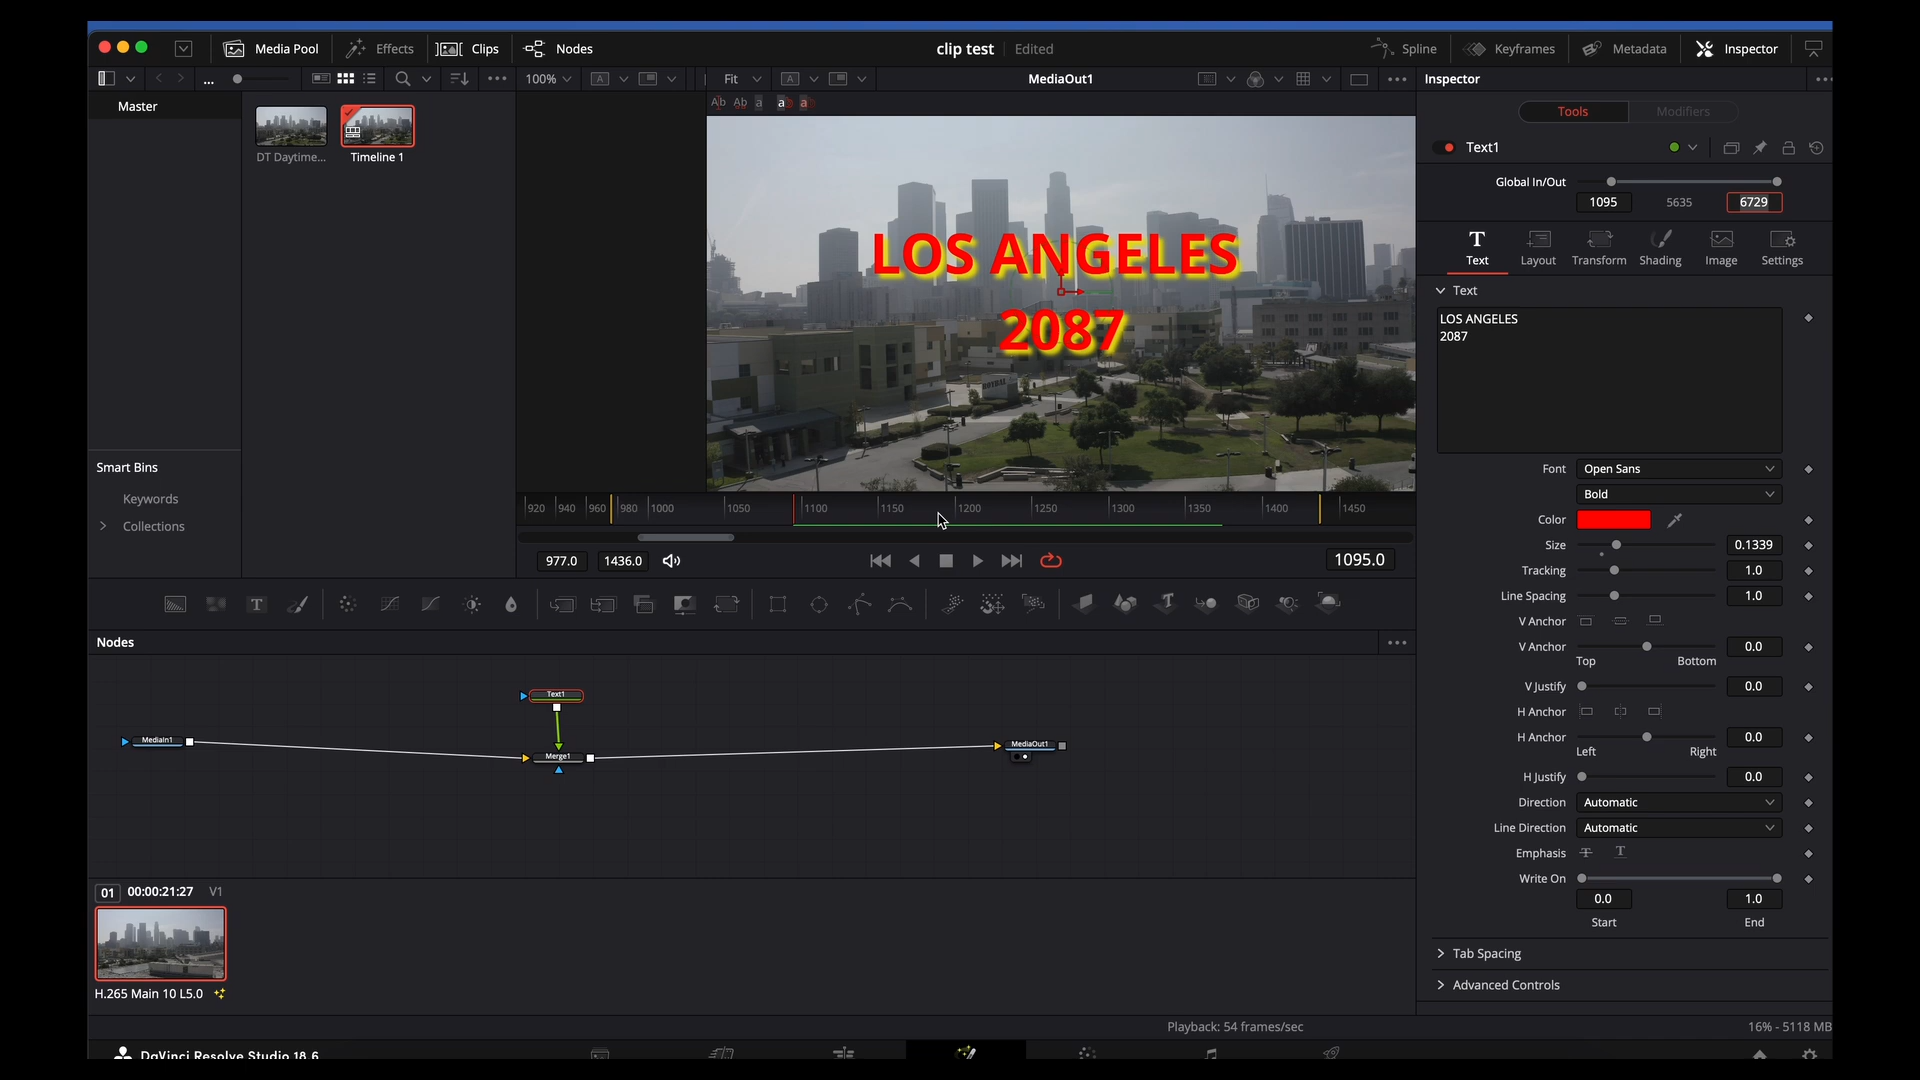 Media Pool
Effects
Clips
Nodes
clip test
Edited
Spline
Keyframes
Metadata
Inspector
...
100%
Fit
MediaOut1
Inspector
Master
DT Daytime...
Timeline 1
Ab Ab a a a
LOS ANGELES
2087
Tools
Modifiers
Text1
Global In/Out
1095 5635 6729
Text
Layout
Transform
Shading
Image
Settings
Text
LOS ANGELES
2087
Font Open Sans
Bold
Color
Size 0.1339
Tracking 1.0
Line Spacing 1.0
V Anchor
V Anchor 0.0
Top Bottom
V Justify 0.0
H Anchor
H Anchor 0.0
Left Right
H Justify 0.0
Direction Automatic
Line Direction Automatic
Emphasis
Write On
0.0 1.0
Start End
Tab Spacing
Advanced Controls
Smart Bins
Keywords
Collections
920 940 960 980 1000 1050 1100 1150 1200 1250 1300 1350 1400 1450
977.0 1436.0
1095.0
Nodes
Text1
MediaIn1
Merge1
MediaOut1
01 00:00:21:27 V1
H.265 Main 10 L5.0
Playback: 54 frames/sec
16% - 5118 MB
DaVinci Resolve Studio 18.6